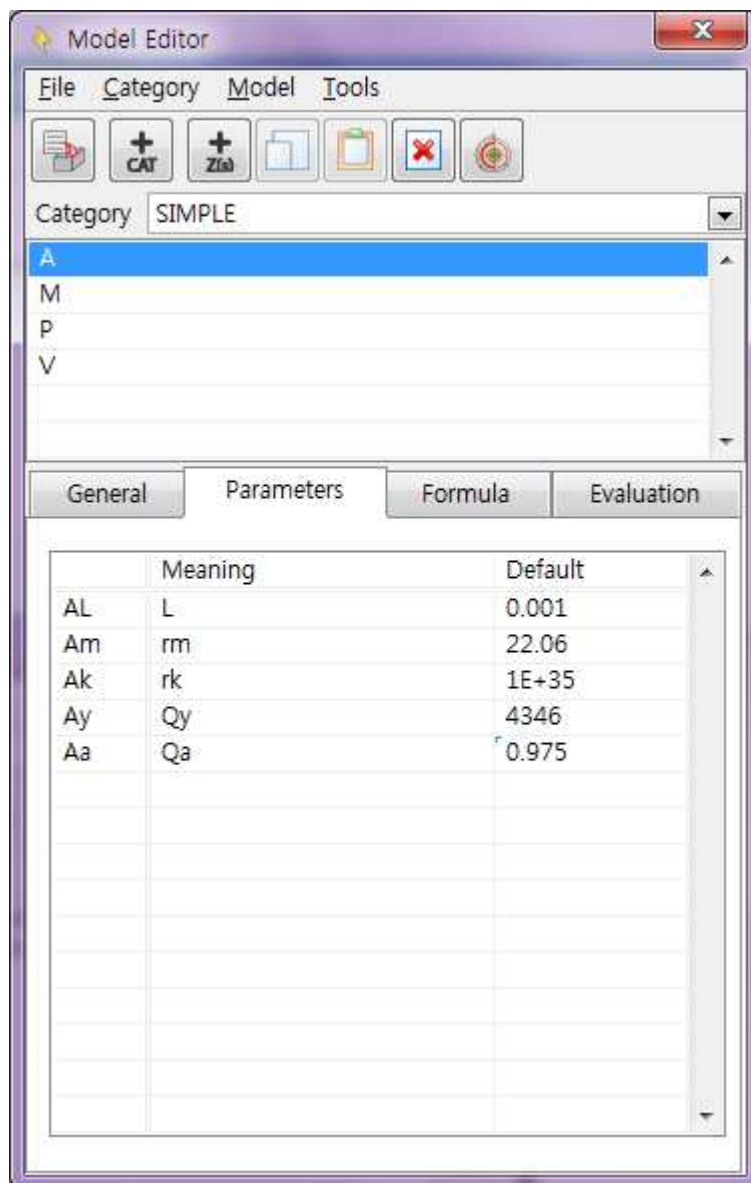 Model Editor
File Category Model Tools
+ CAT + Z(s)
Category SIMPLE
A
M
P
V
General Parameters Formula Evaluation
Meaning Default
AL L 0.001
Am rm 22.06
Ak rk 1E+35
Ay Qy 4346
Aa Qa 0.975